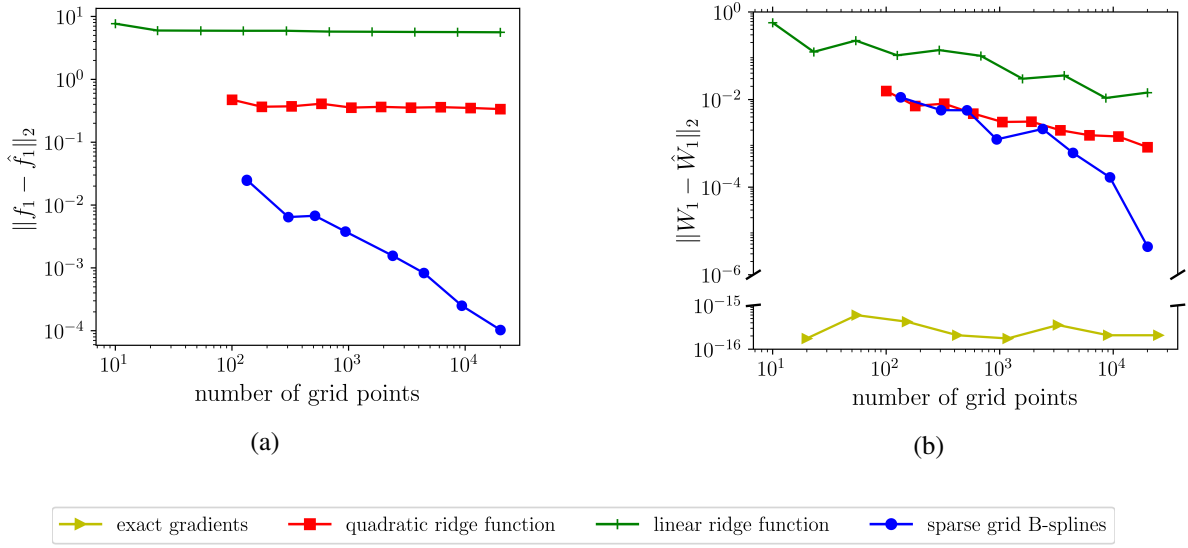 10^1
10^0
10^-1
10^-2
10^-3
10^-4
||f_1 − \hat{f}_1||_2
10^1 10^2 10^3 10^4
number of grid points
(a)
10^0
10^-2
10^-4
10^-6
10^-15
10^-16
||W_1 − \hat{W}_1||_2
10^1 10^2 10^3 10^4
number of grid points
(b)
exact gradients quadratic ridge function linear ridge function sparse grid B-splines